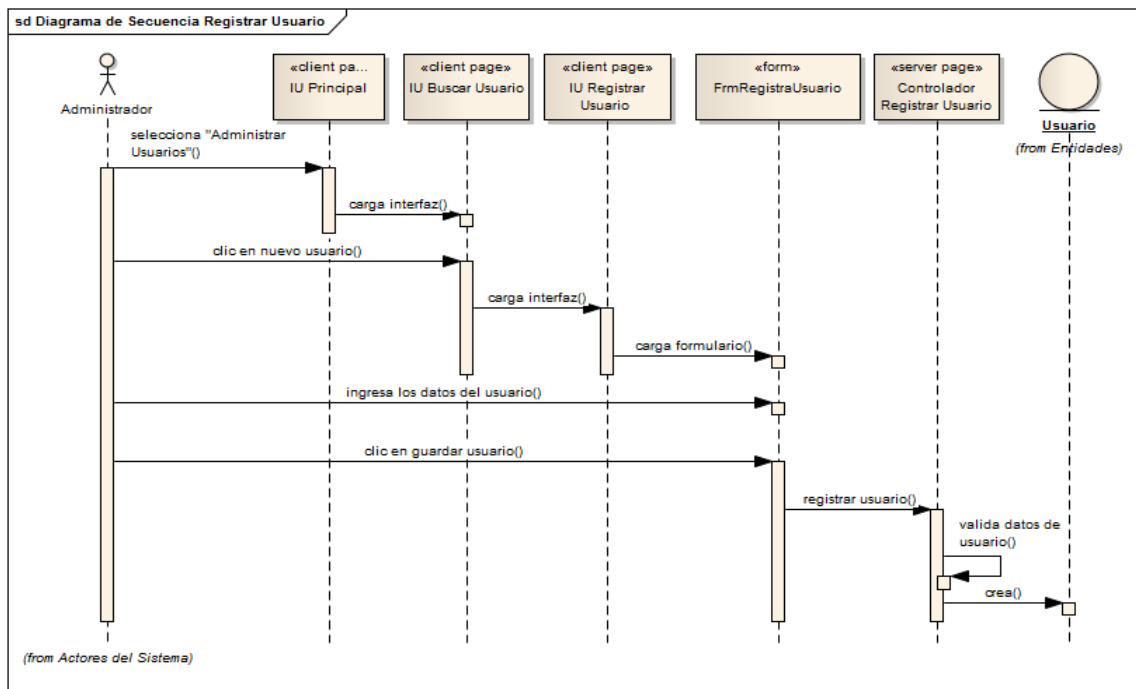 sd Diagrama de Secuencia Registrar Usuario
Administrador
«client pa...
IU Principal
«client page»
IU Buscar Usuario
«client page»
IU Registrar
Usuario
«form»
FrmRegistraUsuario
«server page»
Controlador
Registrar Usuario
Usuario
(from Entidades)
selecciona "Administrar
Usuarios"()
carga interfaz()
clic en nuevo usuario()
carga interfaz()
carga formulario()
ingresa los datos del usuario()
clic en guardar usuario()
registrar usuario()
valida datos de
usuario()
crea()
(from Actores del Sistema)